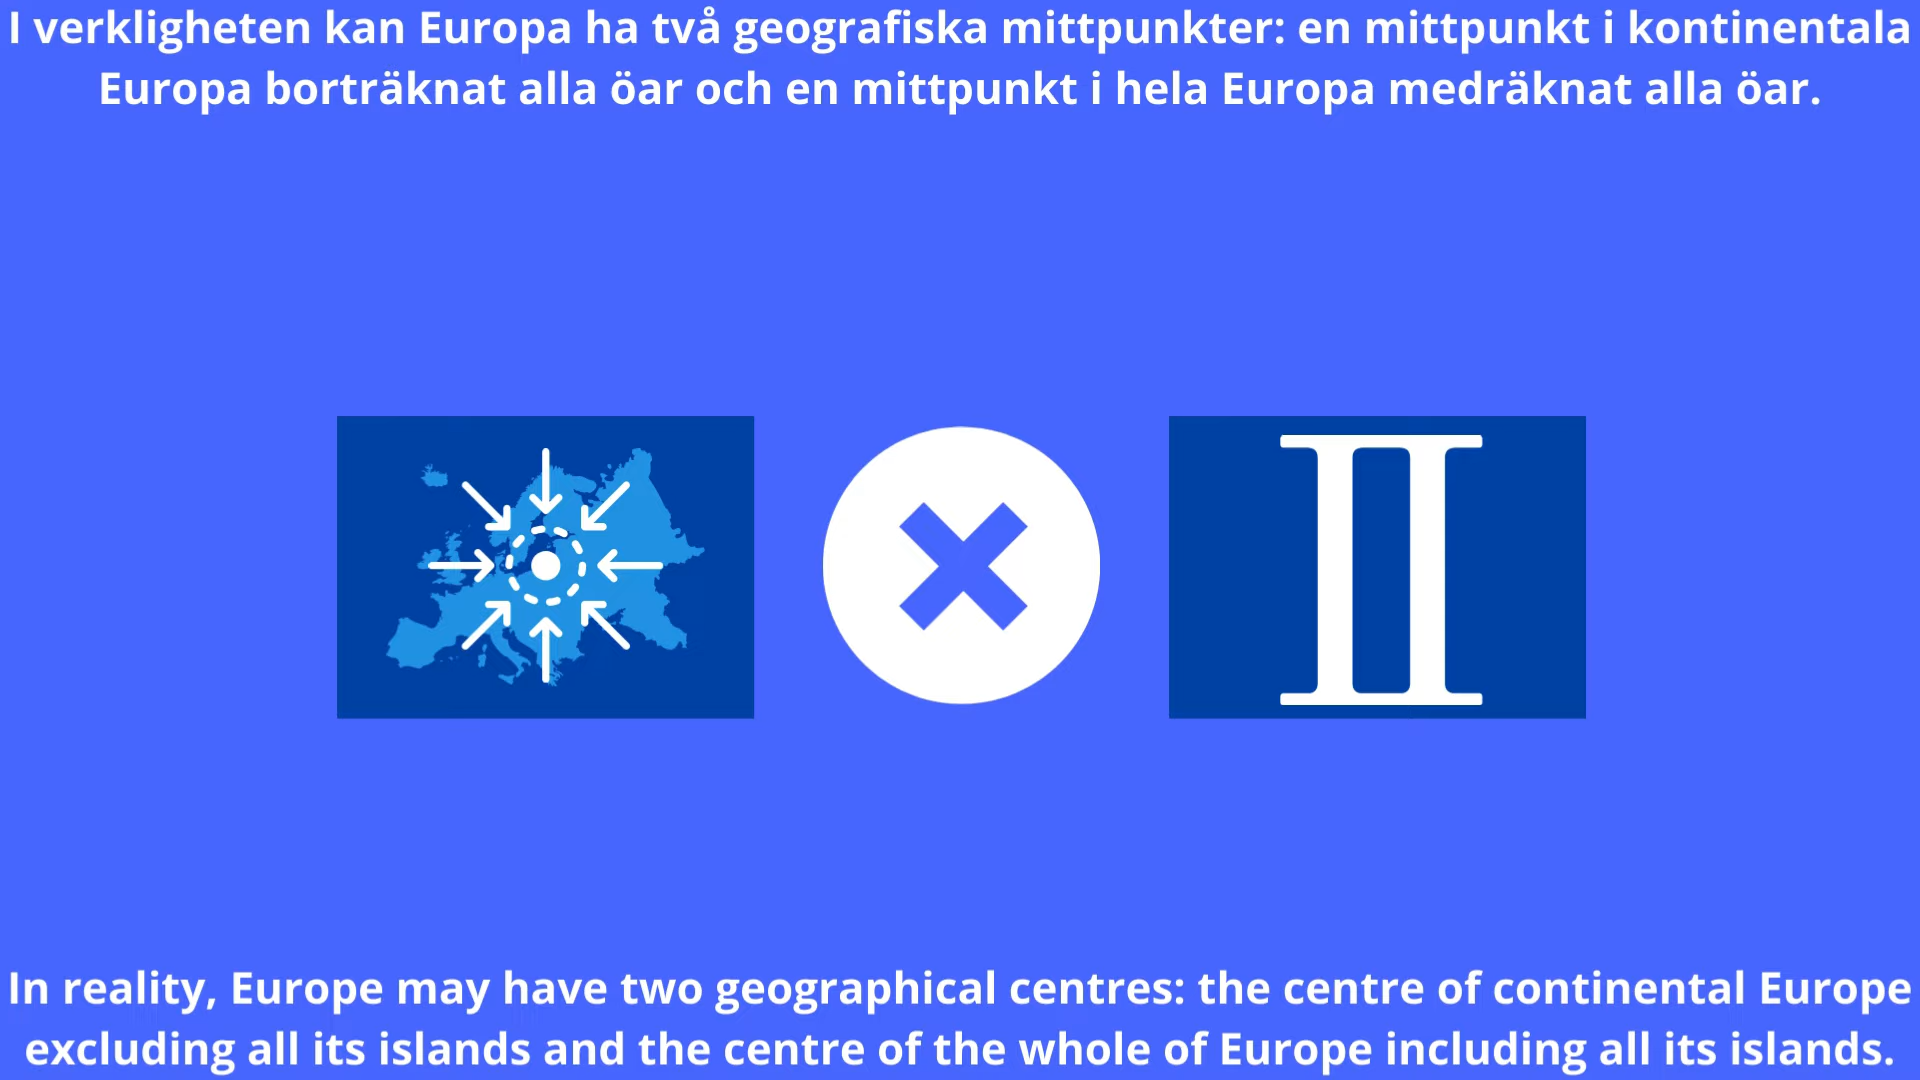 I verkligheten kan Europa ha två geografiska mittpunkter: en mittpunkt i kontinentala
Europa borträknat alla öar och en mittpunkt i hela Europa medräknat alla öar.
II
In reality, Europe may have two geographical centres: the centre of continental Europe
excluding all its islands and the centre of the whole of Europe including all its islands.